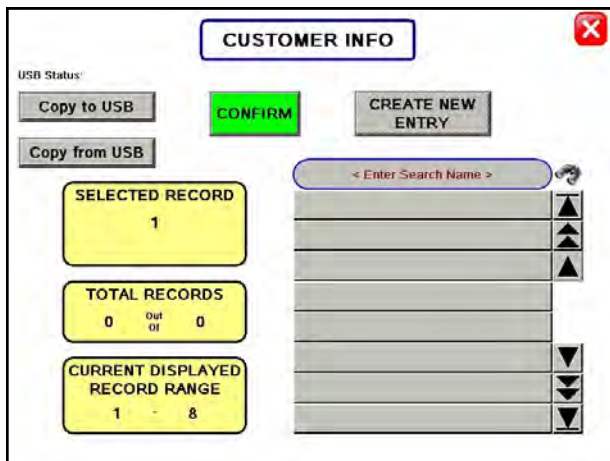 CUSTOMER INFO
USB Status:
Copy to USB
CONFIRM
CREATE NEW
ENTRY
Copy from USB
< Enter Search Name >
SELECTED RECORD
1
TOTAL RECORDS
0 Out Of 0
CURRENT DISPLAYED
RECORD RANGE
1 - 8